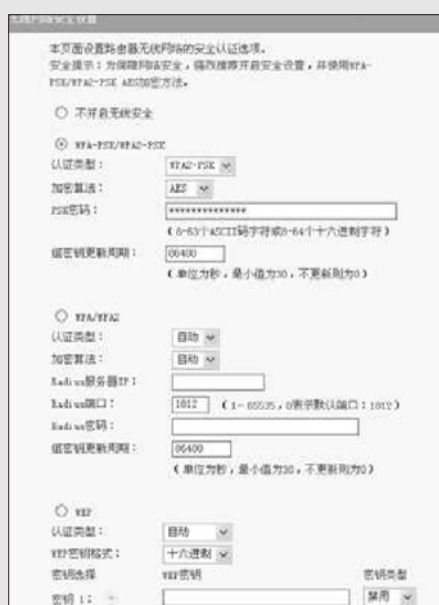 无线网络安全设置
本页面设置路由器无线网络的安全认证选项。
安全提示：为保障网络安全，强烈推荐开启安全设置，并使用WPA-
PSK/WPA2-PSK AES加密方法。
不开启无线安全
WPA-PSK/WPA2-PSK
认证类型： WPA2-PSK
加密算法： AES
PSK密码： **************
（8-63个ASCII码字符或8-64个十六进制字符）
组密钥更新周期： 86400
（单位为秒，最小值为30，不更新则为0）
WPA/WPA2
认证类型： 自动
加密算法： 自动
Radius服务器IP：
Radius端口： 1812 （1-65535，0表示默认端口：1812）
Radius密码：
组密钥更新周期： 86400
（单位为秒，最小值为30，不更新则为0）
WEP
认证类型： 自动
WEP密钥格式： 十六进制
密钥选择 WEP密钥 密钥类型
密钥 1： 禁用